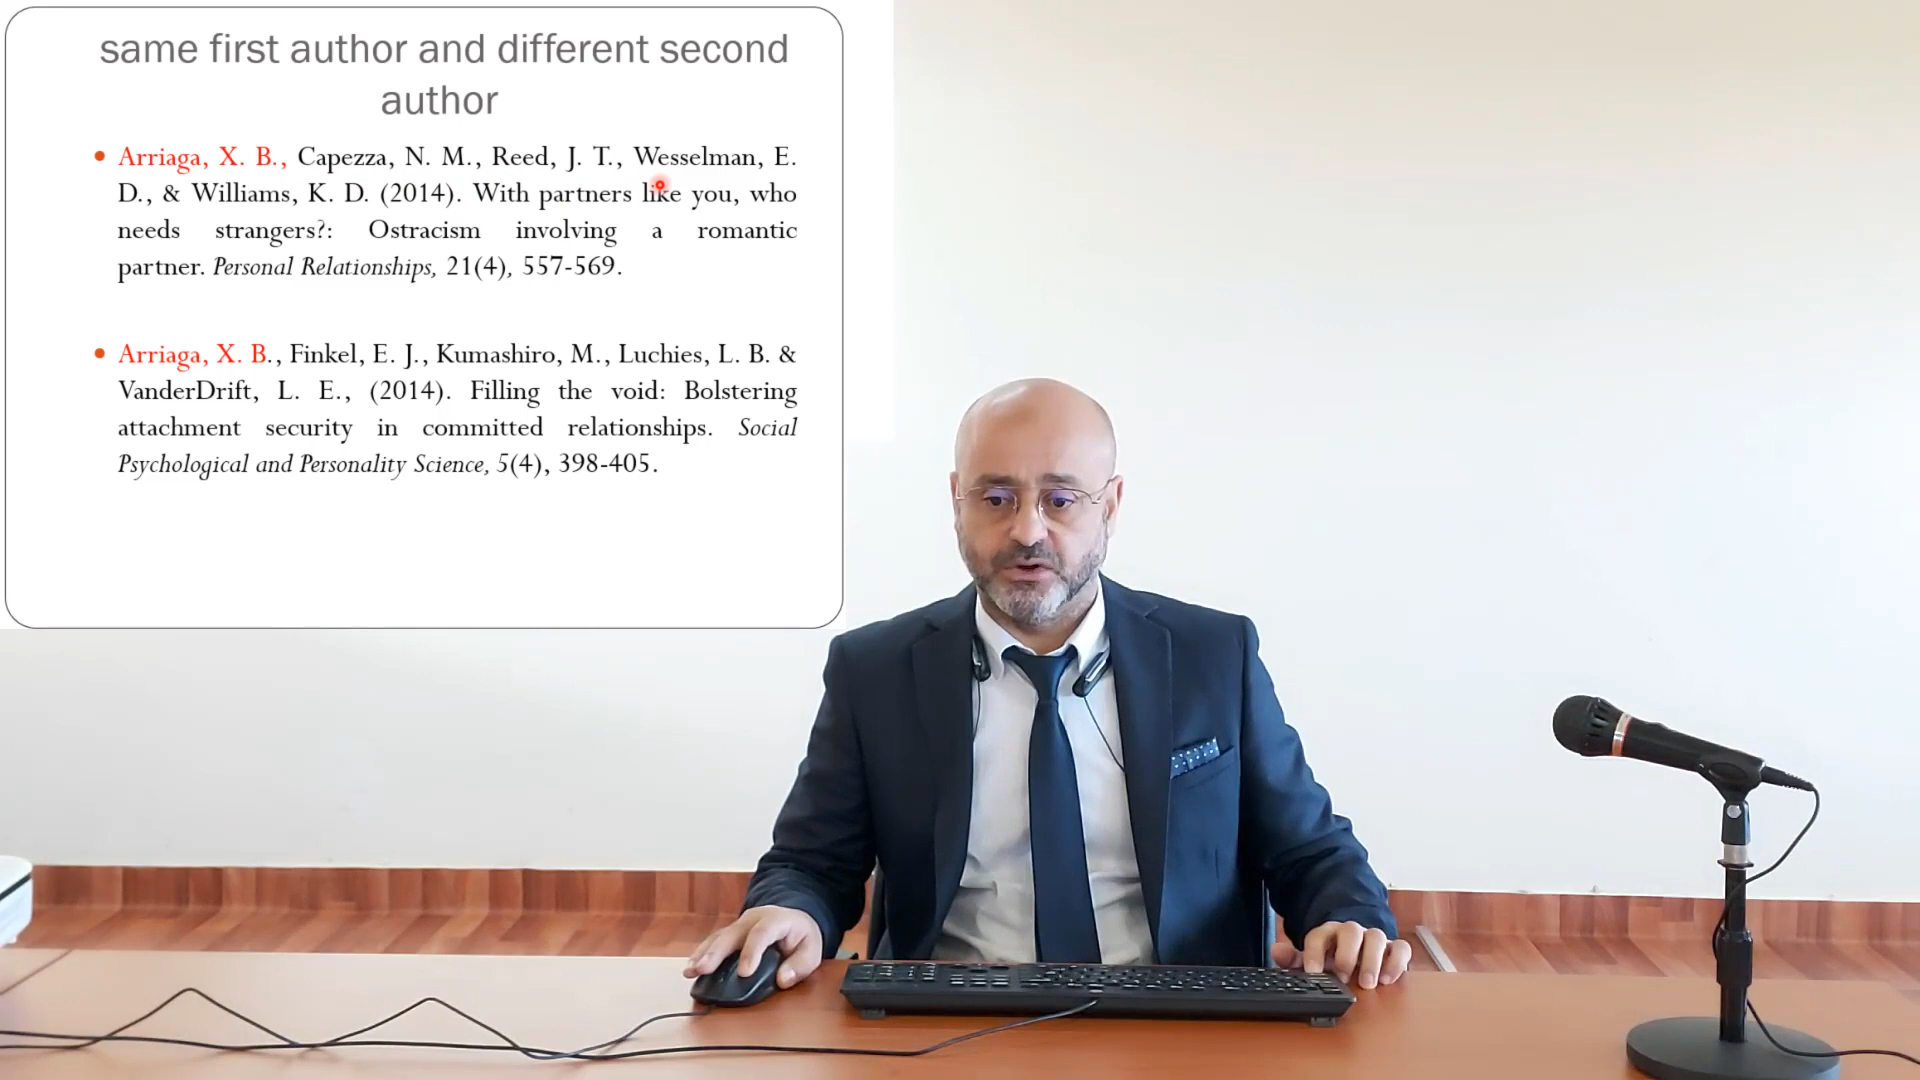 same first author and different second
author
• Arriaga, X. B., Capezza, N. M., Reed, J. T., Wesselman, E.
D., & Williams, K. D. (2014). With partners like you, who
needs strangers?: Ostracism involving a romantic
partner. Personal Relationships, 21(4), 557-569.
• Arriaga, X. B., Finkel, E. J., Kumashiro, M., Luchies, L. B. &
VanderDrift, L. E., (2014). Filling the void: Bolstering
attachment security in committed relationships. Social
Psychological and Personality Science, 5(4), 398-405.